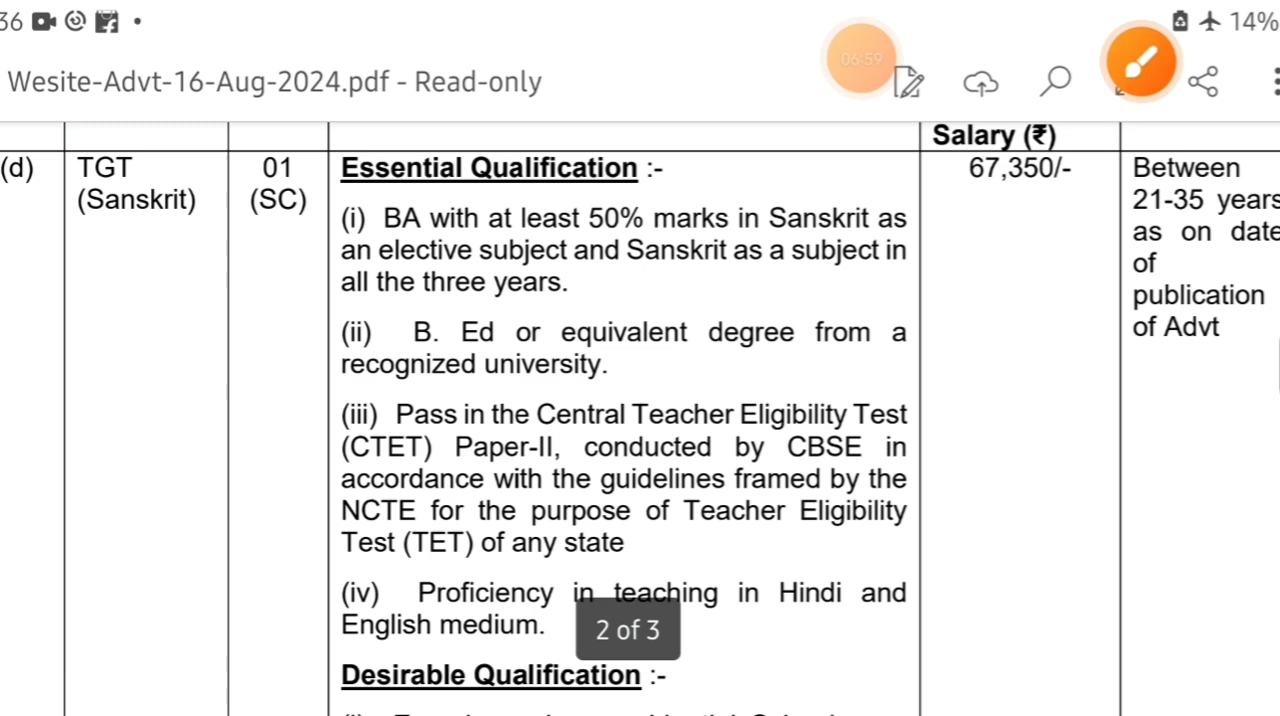 36
14%
06:59
Wesite-Advt-16-Aug-2024.pdf - Read-only
Salary (₹)
(d)
TGT
(Sanskrit)
01
(SC)
Essential Qualification :-
(i) BA with at least 50% marks in Sanskrit as
an elective subject and Sanskrit as a subject in
all the three years.
(ii) B. Ed or equivalent degree from a
recognized university.
(iii) Pass in the Central Teacher Eligibility Test
(CTET) Paper-II, conducted by CBSE in
accordance with the guidelines framed by the
NCTE for the purpose of Teacher Eligibility
Test (TET) of any state
(iv) Proficiency in teaching in Hindi and
English medium.
2 of 3
Desirable Qualification :-
67,350/-
Between
21-35 years
as on date
of
publication
of Advt